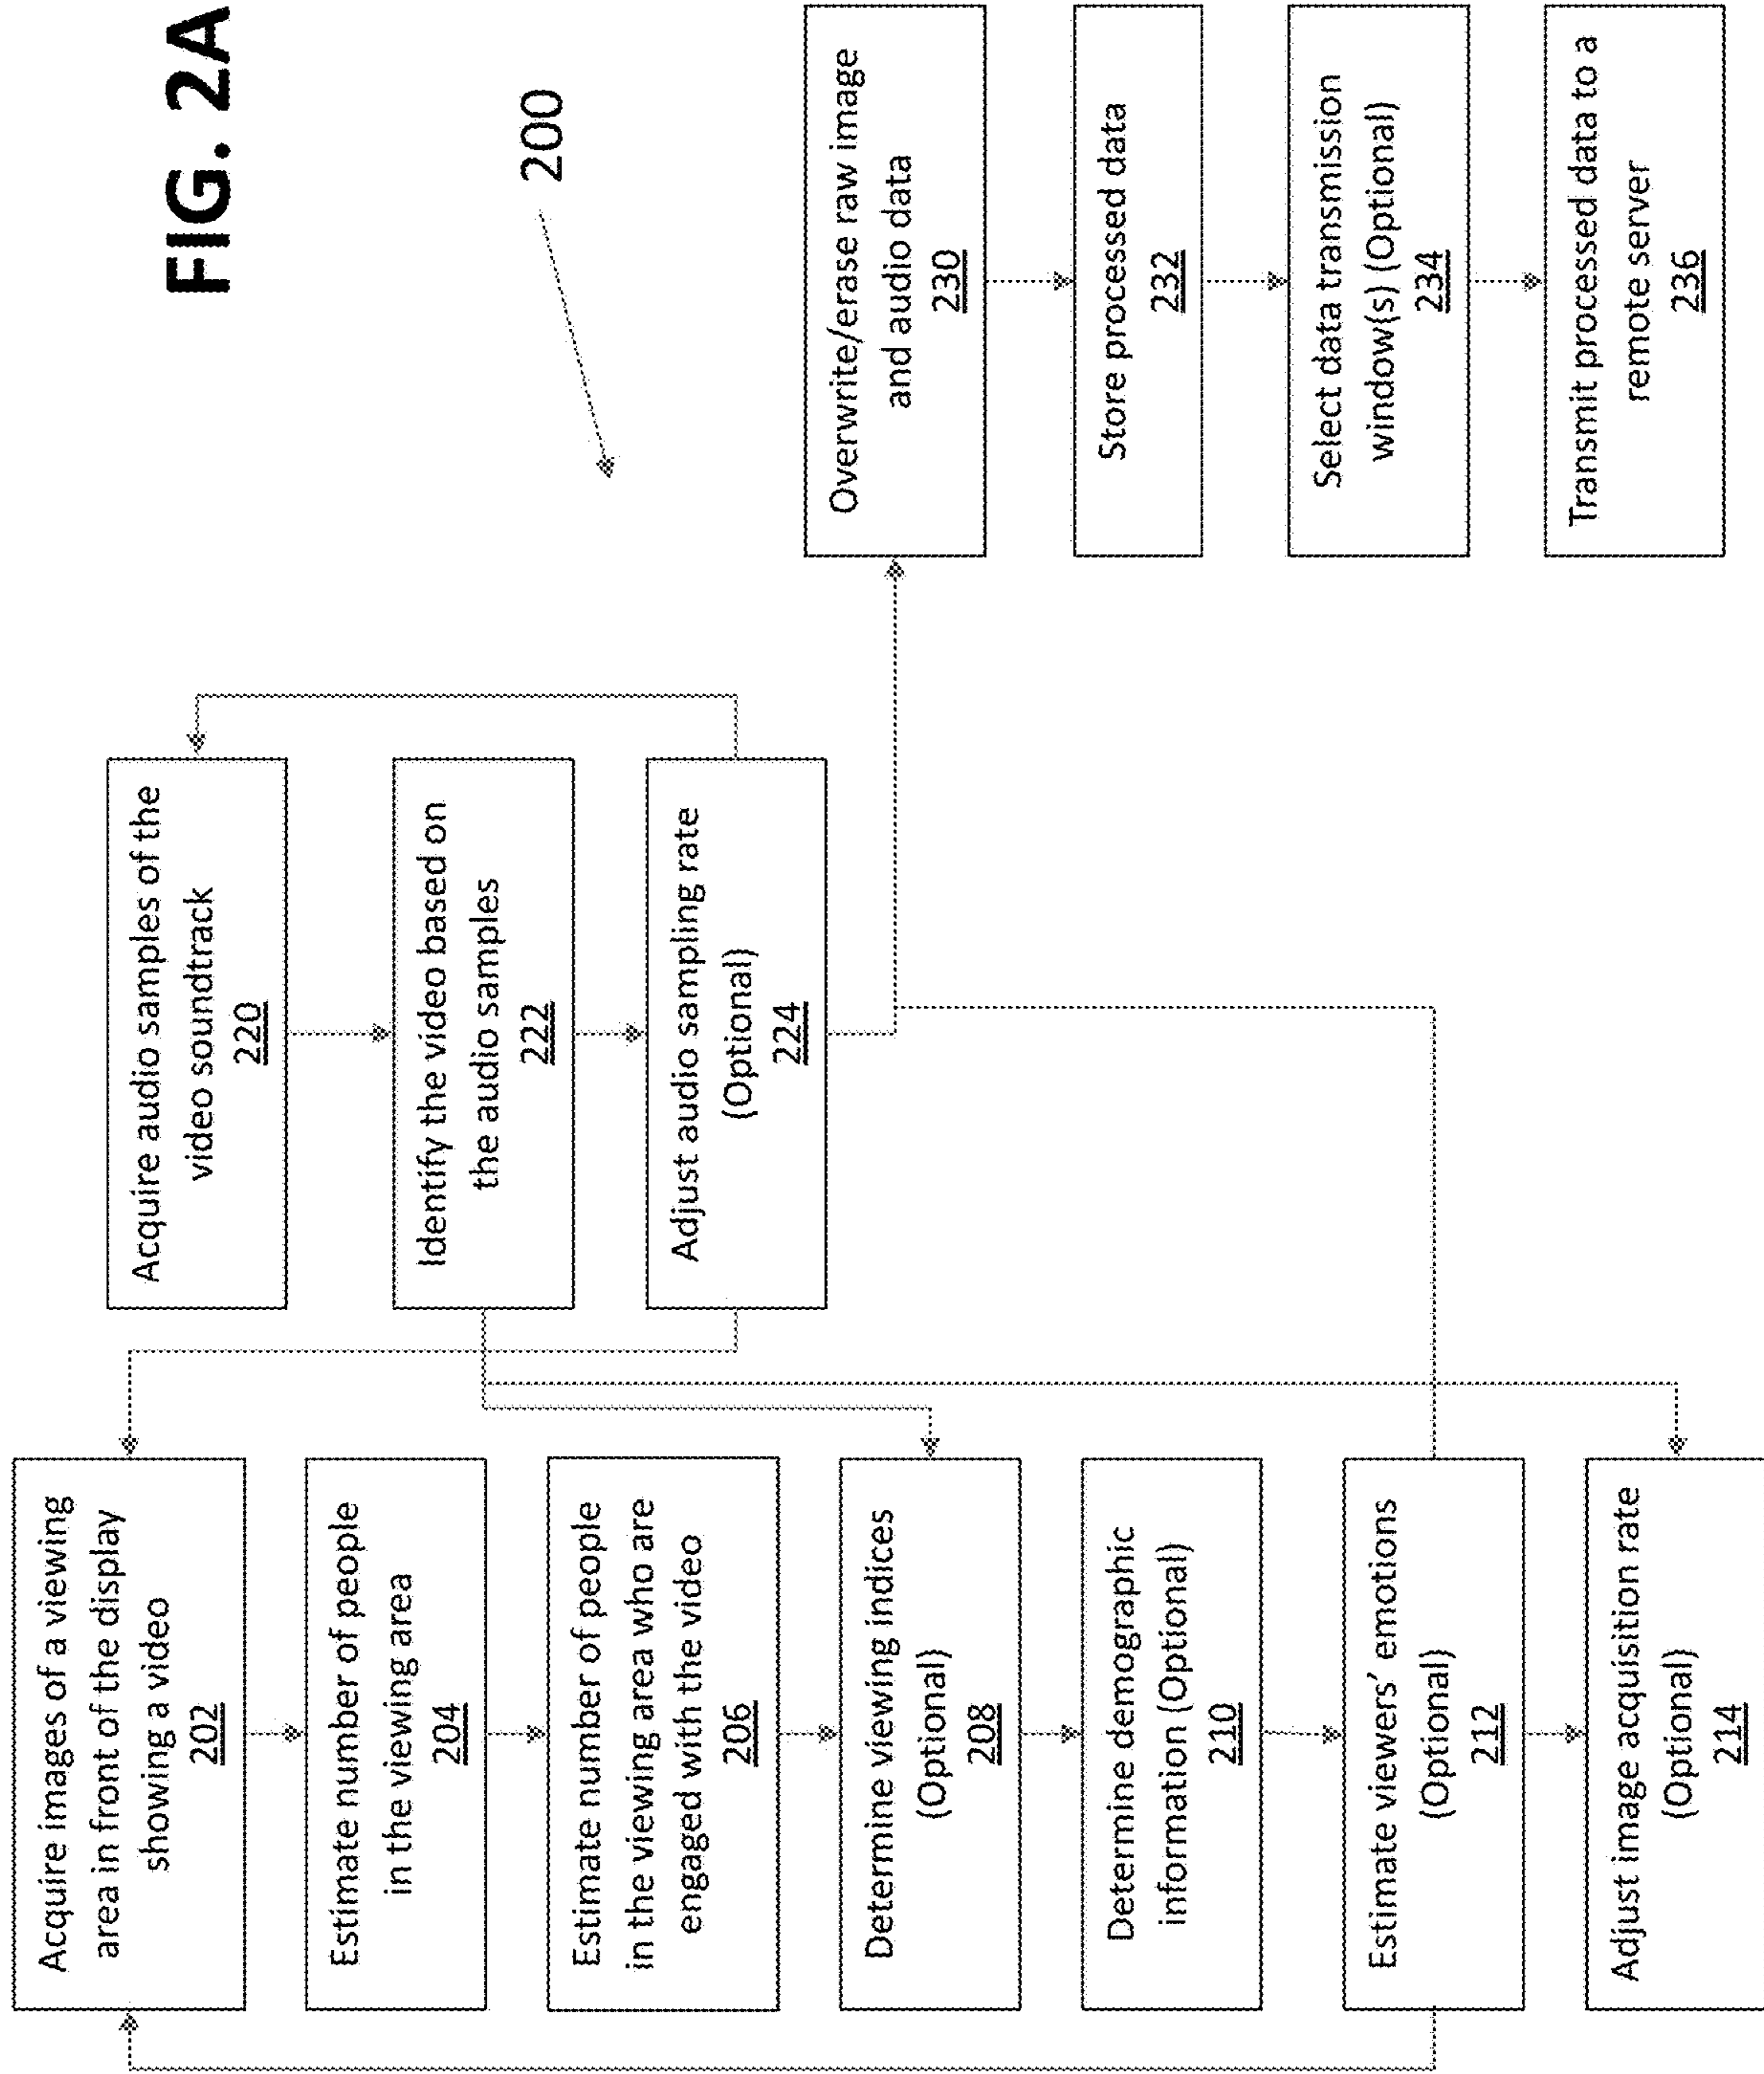 FIG. 2A
200
Acquire images of a viewing
area in front of the display
showing a video
202
Estimate number of people
in the viewing area
204
Estimate number of people
in the viewing area who are
engaged with the video
206
Determine viewing indices
(Optional)
208
Determine demographic
information (Optional)
210
Estimate viewers’ emotions
(Optional)
212
Adjust image acquisition rate
(Optional)
214
Acquire audio samples of the
video soundtrack
220
Identify the video based on
the audio samples
222
Adjust audio sampling rate
(Optional)
224
Overwrite/erase raw image
and audio data
230
Store processed data
232
Select data transmission
window(s) (Optional)
234
Transmit processed data to a
remote server
236